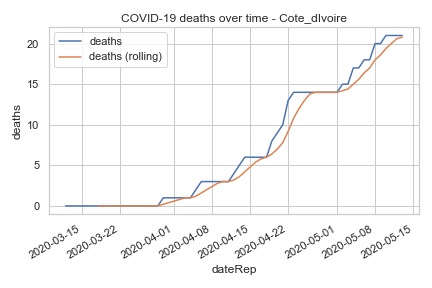 COVID-19 deaths over time - Cote_dIvoire
deaths
deaths (rolling)
deaths
20
15
10
5
0
2020-03-15
2020-03-22
2020-04-01
2020-04-08
2020-04-15
2020-04-22
2020-05-01
2020-05-08
2020-05-15
dateRep